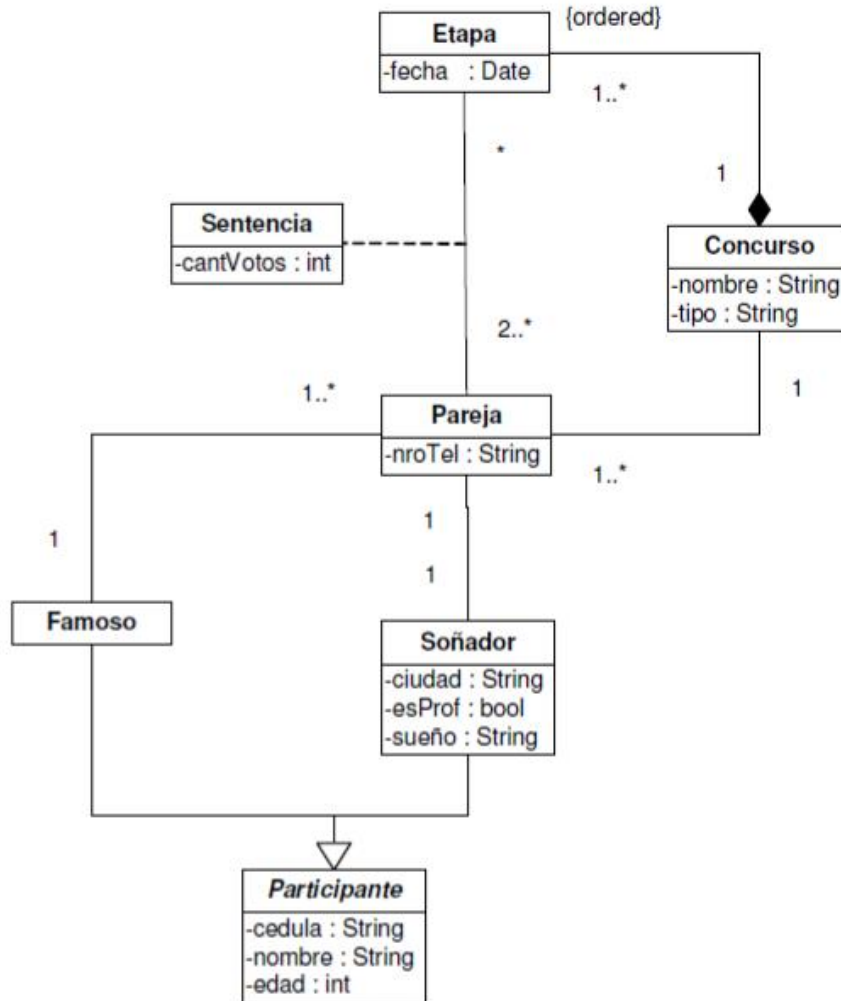 {ordered}
Etapa
-fecha : Date
1..*
*
1
Sentencia
-cantVotos : int
Concurso
-nombre : String
-tipo : String
2..*
1..*
1
Pareja
-nroTel : String
1..*
1
1
1
Famoso
Soñador
-ciudad : String
-esProf : bool
-sueño : String
Participante
-cedula : String
-nombre : String
-edad : int